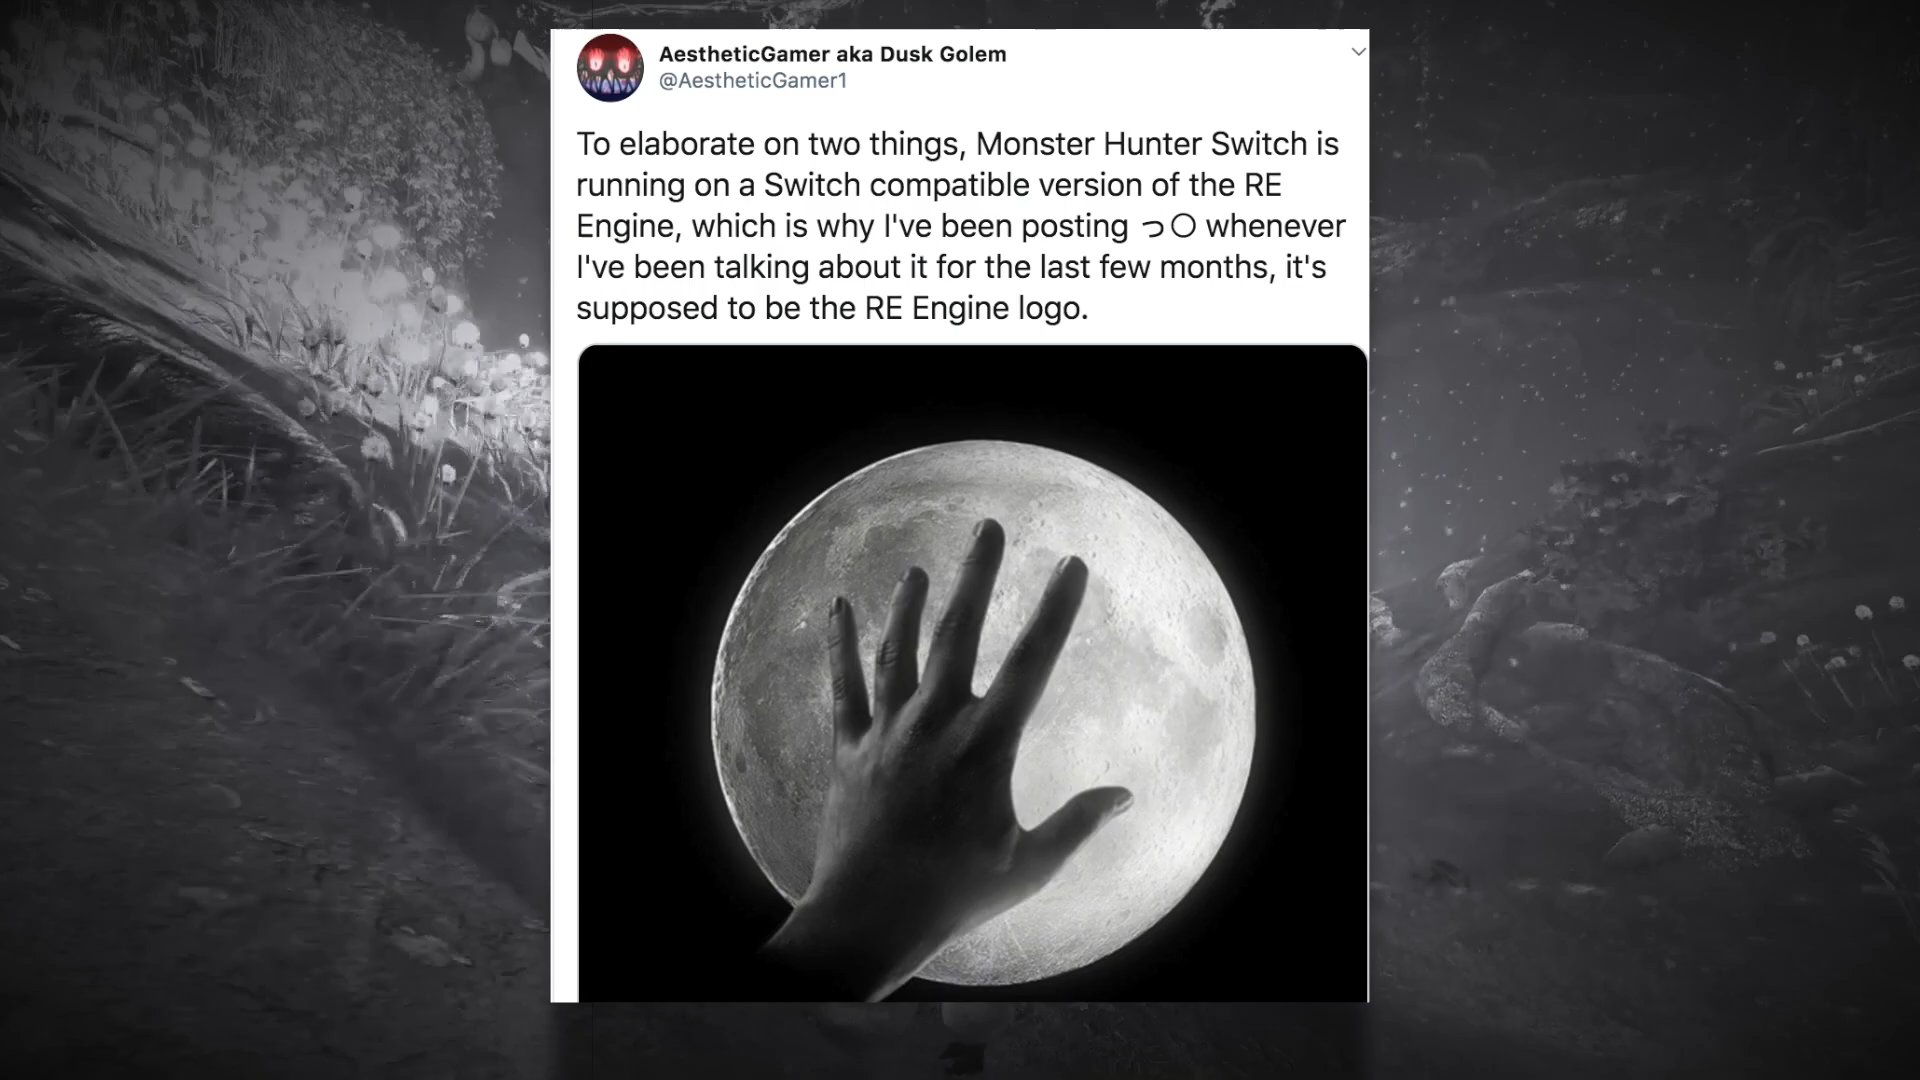 AestheticGamer aka Dusk Golem
@AestheticGamer1
To elaborate on two things, Monster Hunter Switch is
running on a Switch compatible version of the RE
Engine, which is why I've been posting っ〇 whenever
I've been talking about it for the last few months, it's
supposed to be the RE Engine logo.